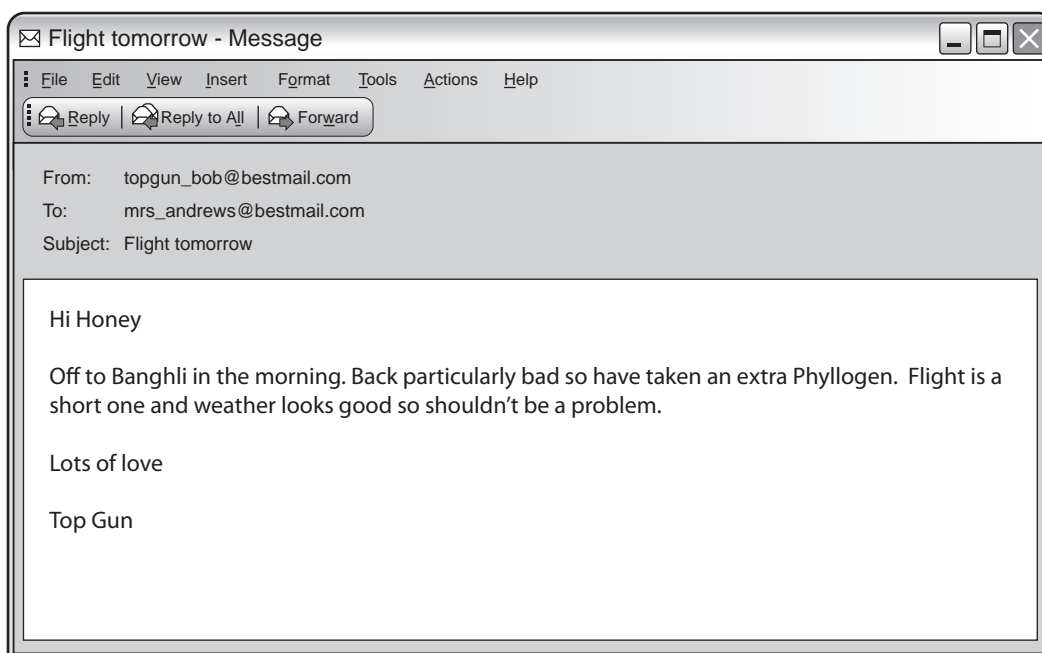 Flight tomorrow - Message
File Edit View Insert Format Tools Actions Help
Reply Reply to All Forward
From: topgun_bob@bestmail.com
To: mrs_andrews@bestmail.com
Subject: Flight tomorrow
Hi Honey
Off to Banghli in the morning. Back particularly bad so have taken an extra Phyllogen. Flight is a
short one and weather looks good so shouldn’t be a problem.
Lots of love
Top Gun